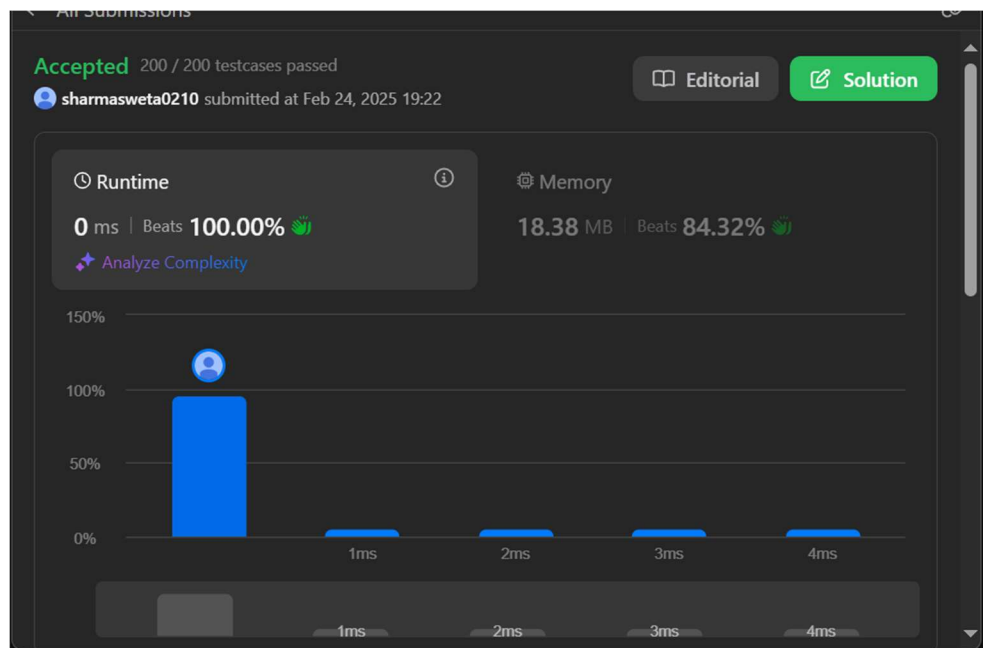 All Submissions
Accepted 200 / 200 testcases passed
sharmasweta0210 submitted at Feb 24, 2025 19:22
Editorial
Solution
Runtime
0 ms | Beats 100.00%
Analyze Complexity
Memory
18.38 MB | Beats 84.32%
150%
100%
50%
0%
1ms 2ms 3ms 4ms
1ms 2ms 3ms 4ms